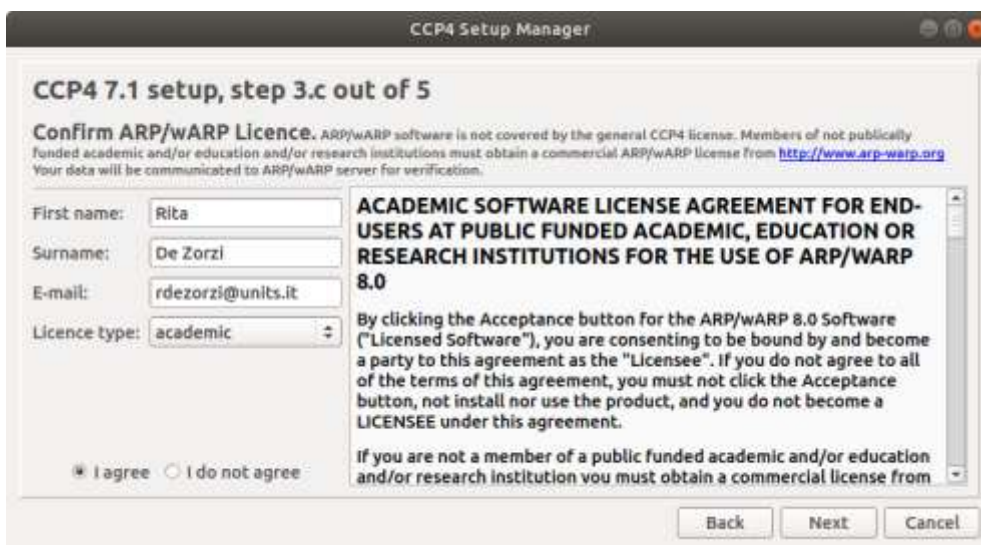 CCP4 Setup Manager
CCP4 7.1 setup, step 3.c out of 5
Confirm ARP/wARP Licence. ARP/wARP software is not covered by the general CCP4 license. Members of not publically
funded academic and/or education and/or research institutions must obtain a commercial ARP/wARP license from http://www.arp-warp.org
Your data will be communicated to ARP/wARP server for verification.
First name: Rita
Surname: De Zorzi
E-mail: rdezorzi@units.it
Licence type: academic
I agree I do not agree
ACADEMIC SOFTWARE LICENSE AGREEMENT FOR END-
USERS AT PUBLIC FUNDED ACADEMIC, EDUCATION OR
RESEARCH INSTITUTIONS FOR THE USE OF ARP/WARP
8.0
By clicking the Acceptance button for the ARP/wARP 8.0 Software
("Licensed Software"), you are consenting to be bound by and become
a party to this agreement as the "Licensee". If you do not agree to all
of the terms of this agreement, you must not click the Acceptance
button, not install nor use the product, and you do not become a
LICENSEE under this agreement.
If you are not a member of a public funded academic and/or education
and/or research institution you must obtain a commercial license from
Back Next Cancel